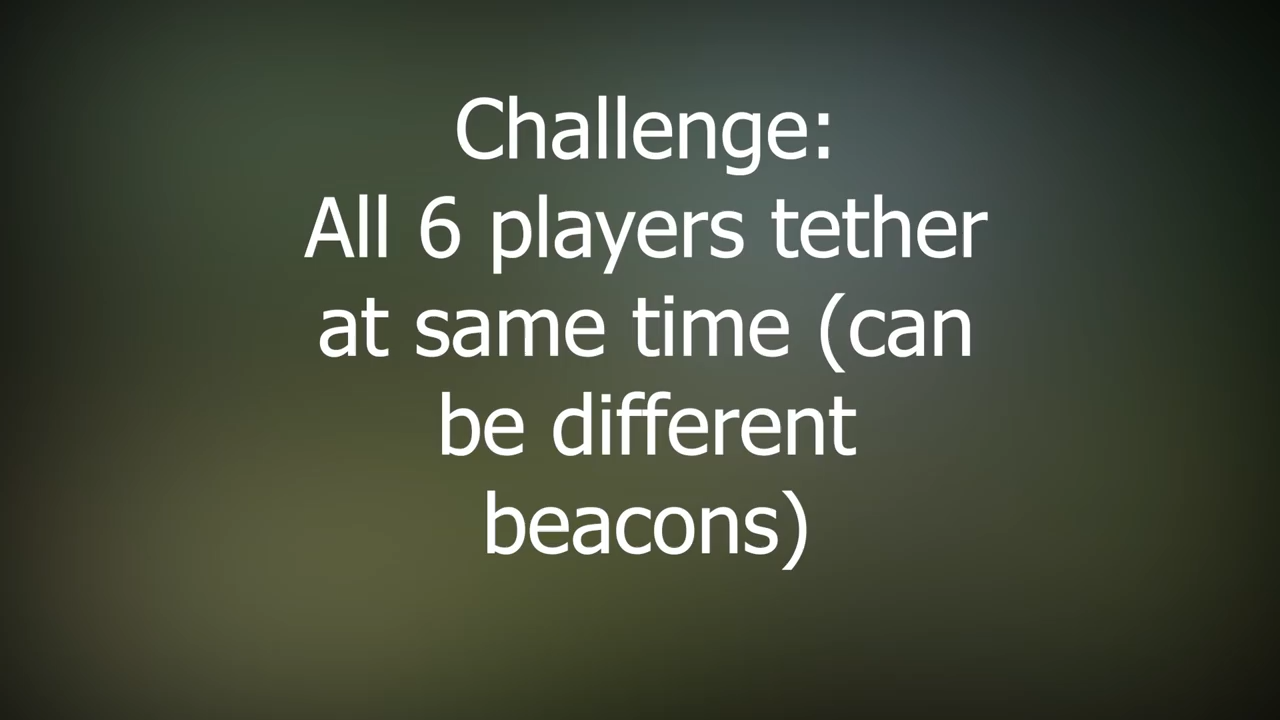 Challenge:
All 6 players tether
at same time (can
be different
beacons)